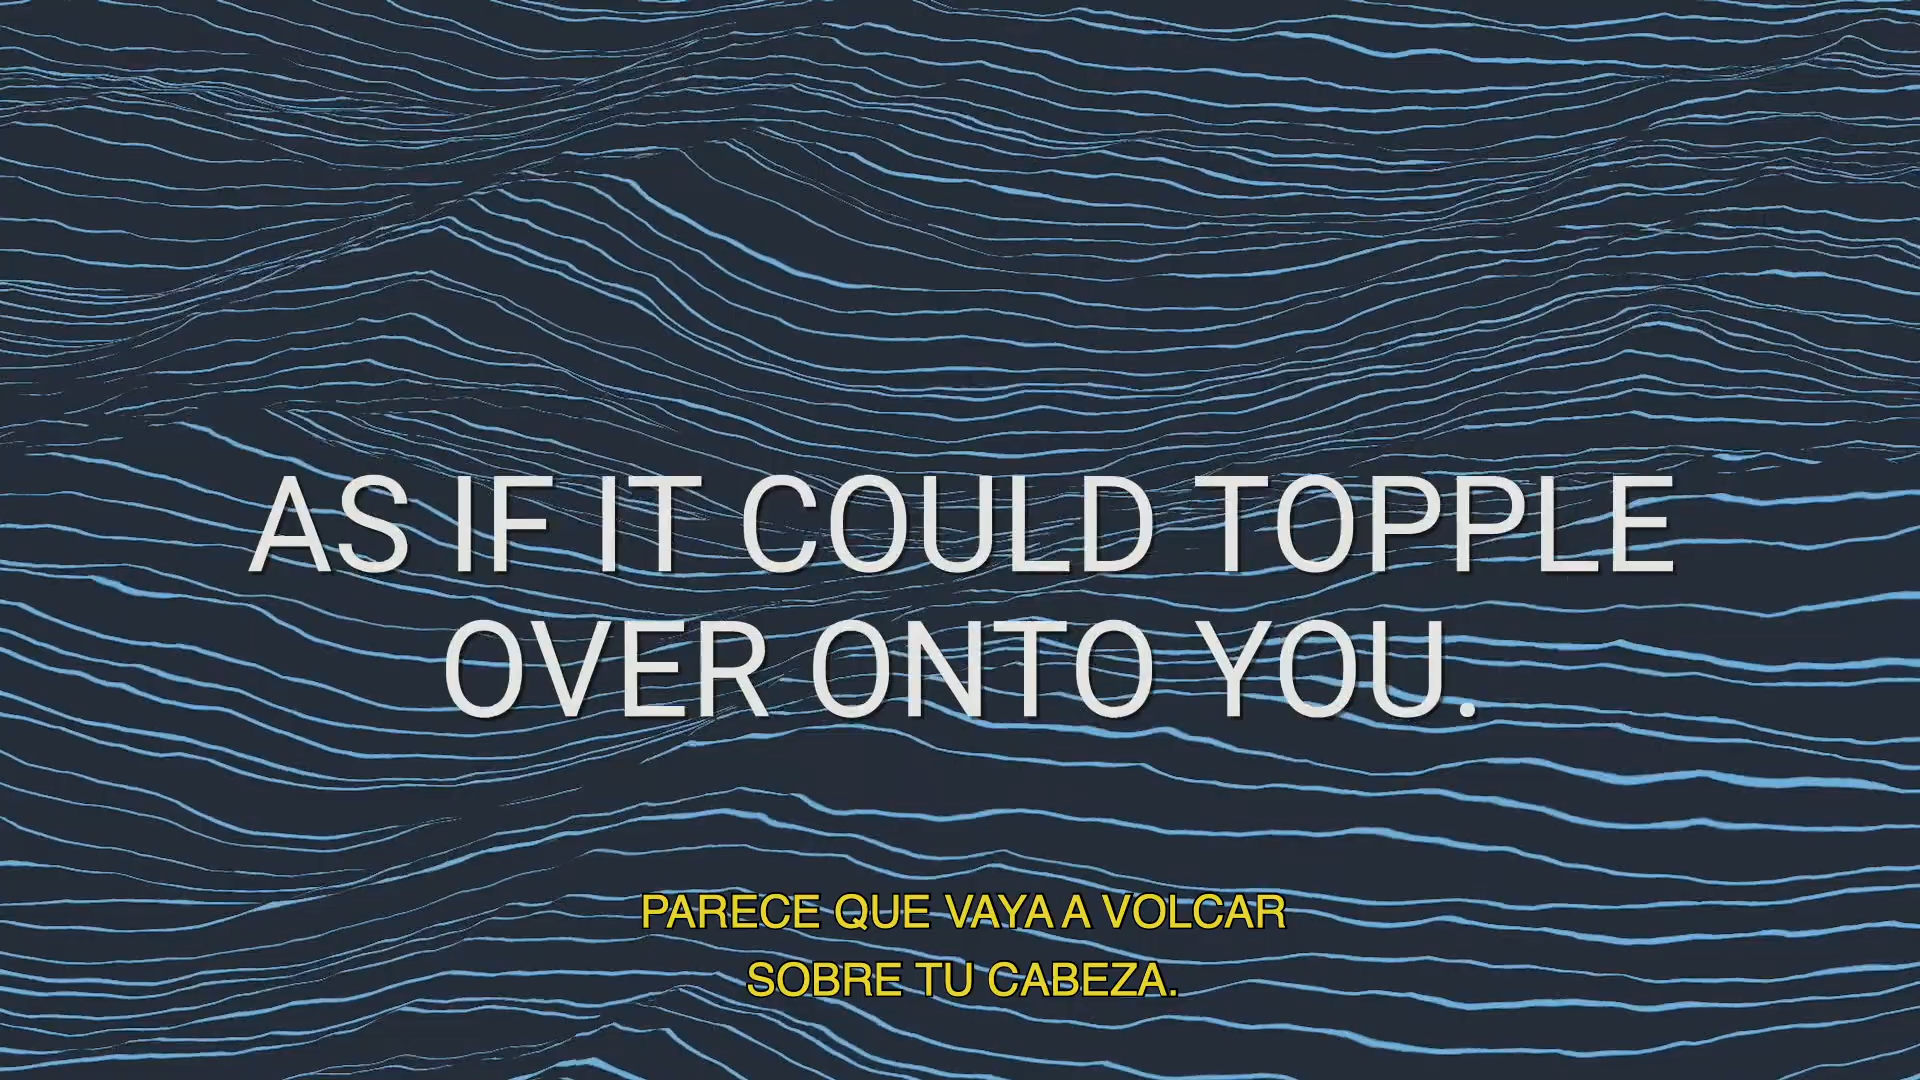 AS IF IT COULD TOPPLE
OVER ONTO YOU.
PARECE QUE VAYA A VOLCAR
SOBRE TU CABEZA.